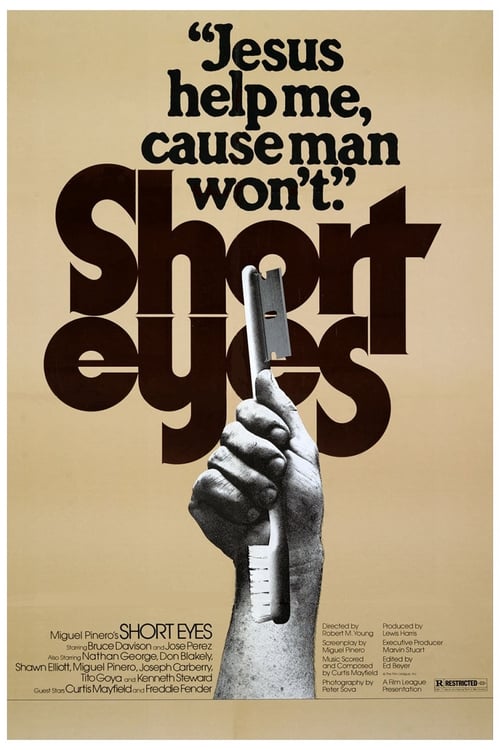 “Jesus
help me,
cause man
won't.”
Short
eyes
Miguel Pinero's SHORT EYES
Starring Bruce Davison and Jose Perez
Also Starring Nathan George, Don Blakely,
Shawn Elliott, Miguel Pinero, Joseph Carberry,
Tito Goya and Kenneth Steward
Guest Stars Curtis Mayfield and Freddie Fender
Directed by
Robert M. Young
Screenplay by
Miguel Pinero
Music Scored
and Composed
by Curtis Mayfield
Photography by
Peter Sova
Produced by
Lewis Harris
Executive Producer
Marvin Stuart
Edited by
Ed Beyer
A Film League
Presentation
R RESTRICTED